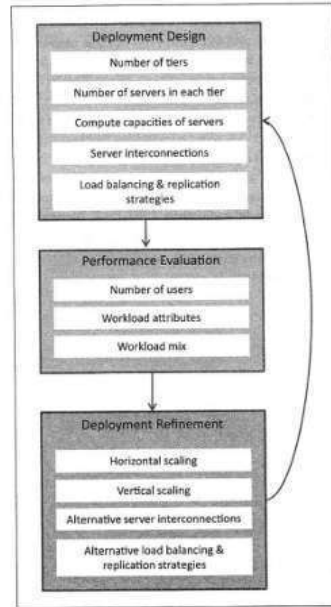 Deployment Design
Number of tiers
Number of servers in each tier
Compute capacities of servers
Server interconnections
Load balancing & replication
strategies
Performance Evaluation
Number of users
Workload attributes
Workload mix
Deployment Refinement
Horizontal scaling
Vertical scaling
Alternative server interconnections
Alternative load balancing &
replication strategies